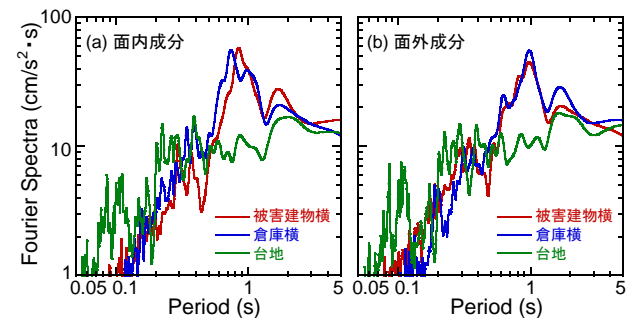 Fourier Spectra (cm/s²・s)
100
10
1
(a) 面内成分
被害建物横
倉庫横
台地
0.05 0.1 1 5
Period (s)
(b) 面外成分
被害建物横
倉庫横
台地
0.05 0.1 1 5
Period (s)